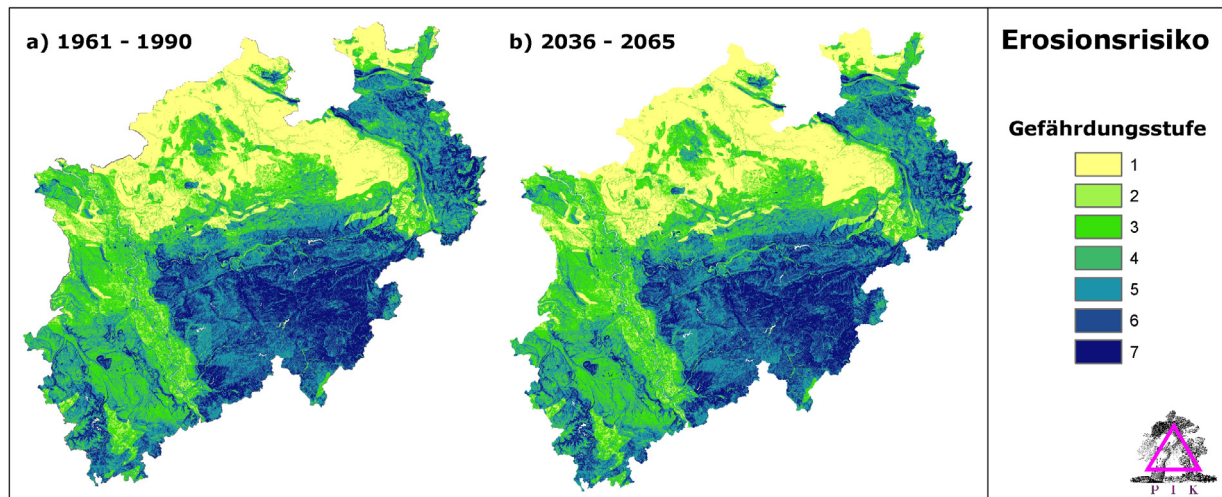 a) 1961 - 1990
b) 2036 - 2065
Erosionsrisiko
Gefährdungsstufe
1
2
3
4
5
6
7
P I K